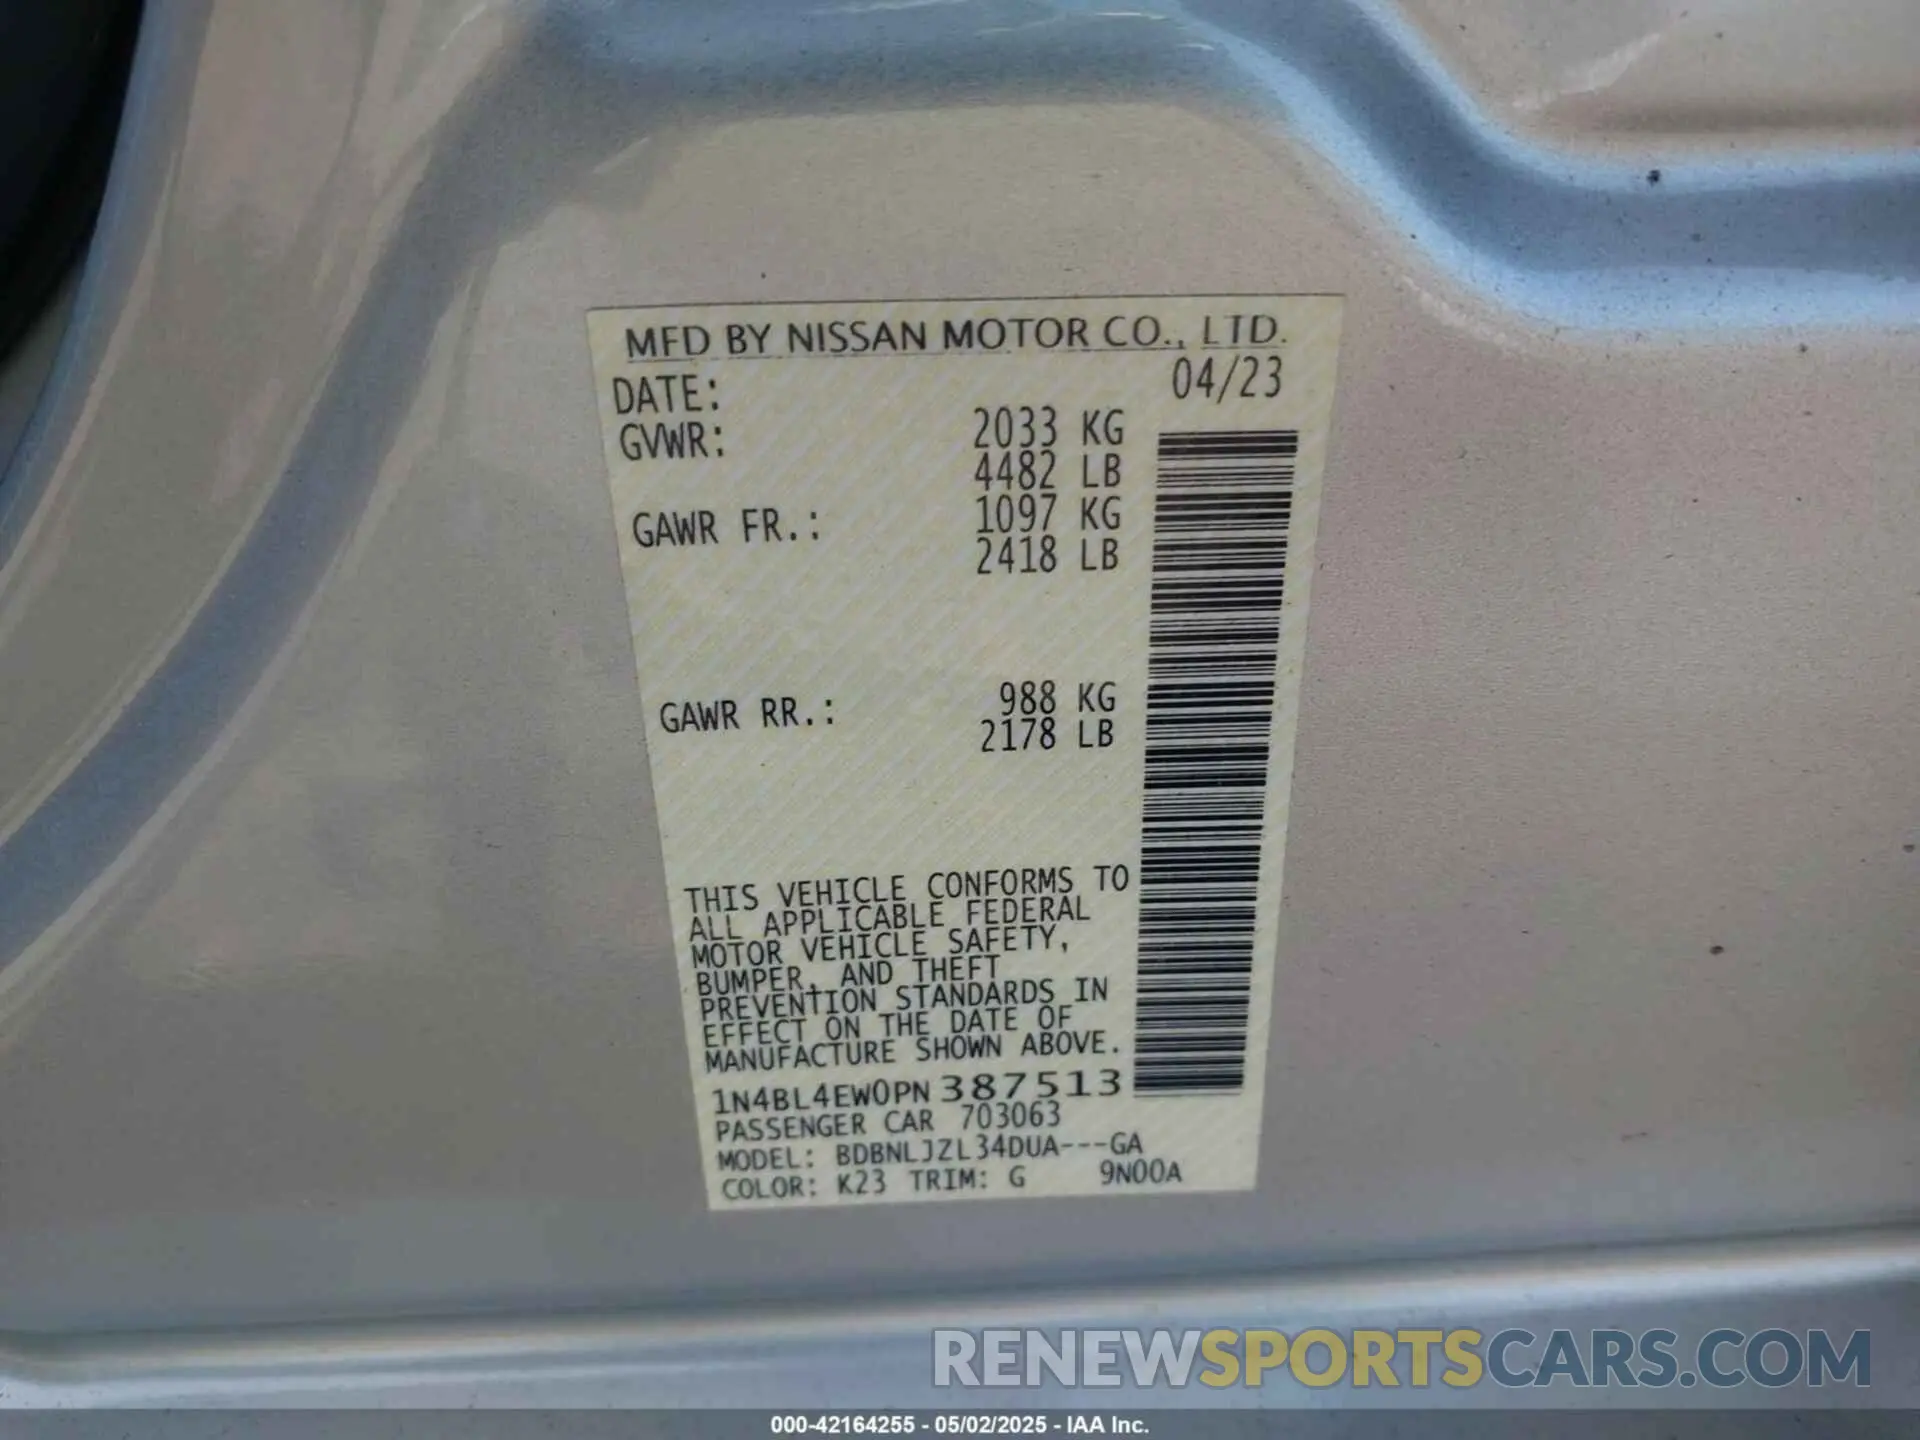 MFD BY NISSAN MOTOR CO., LTD.
DATE: 04/23
GVWR: 2033 KG
4482 LB
GAWR FR.: 1097 KG
2418 LB
GAWR RR.: 988 KG
2178 LB
THIS VEHICLE CONFORMS TO
ALL APPLICABLE FEDERAL
MOTOR VEHICLE SAFETY,
BUMPER, AND THEFT
PREVENTION STANDARDS IN
EFFECT ON THE DATE OF
MANUFACTURE SHOWN ABOVE.
1N4BL4EW0PN387513
PASSENGER CAR 703063
MODEL: BDBNLJZL34DUA---GA
COLOR: K23 TRIM: G 9N00A
RENEWSPORTSCARS.COM
000-42164255 - 05/02/2025 - IAA Inc.